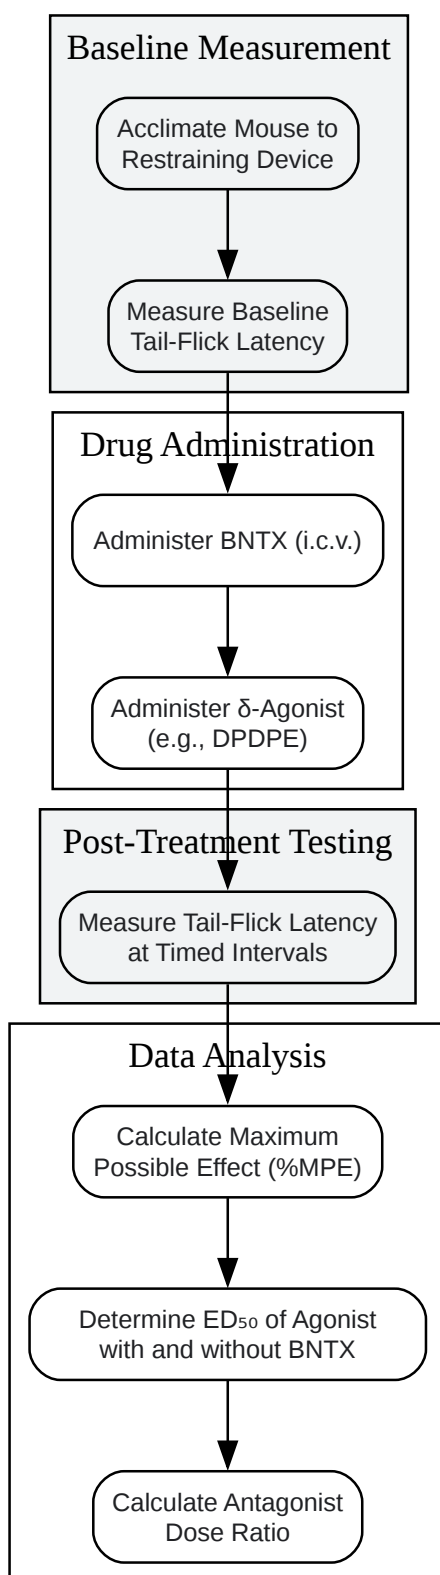 Baseline Measurement
Acclimate Mouse to
Restraining Device
Measure Baseline
Tail-Flick Latency
Drug Administration
Administer BNTX (i.c.v.)
Administer δ-Agonist
(e.g., DPDPE)
Post-Treatment Testing
Measure Tail-Flick Latency
at Timed Intervals
Data Analysis
Calculate Maximum
Possible Effect (%MPE)
Determine ED₅₀ of Agonist
with and without BNTX
Calculate Antagonist
Dose Ratio